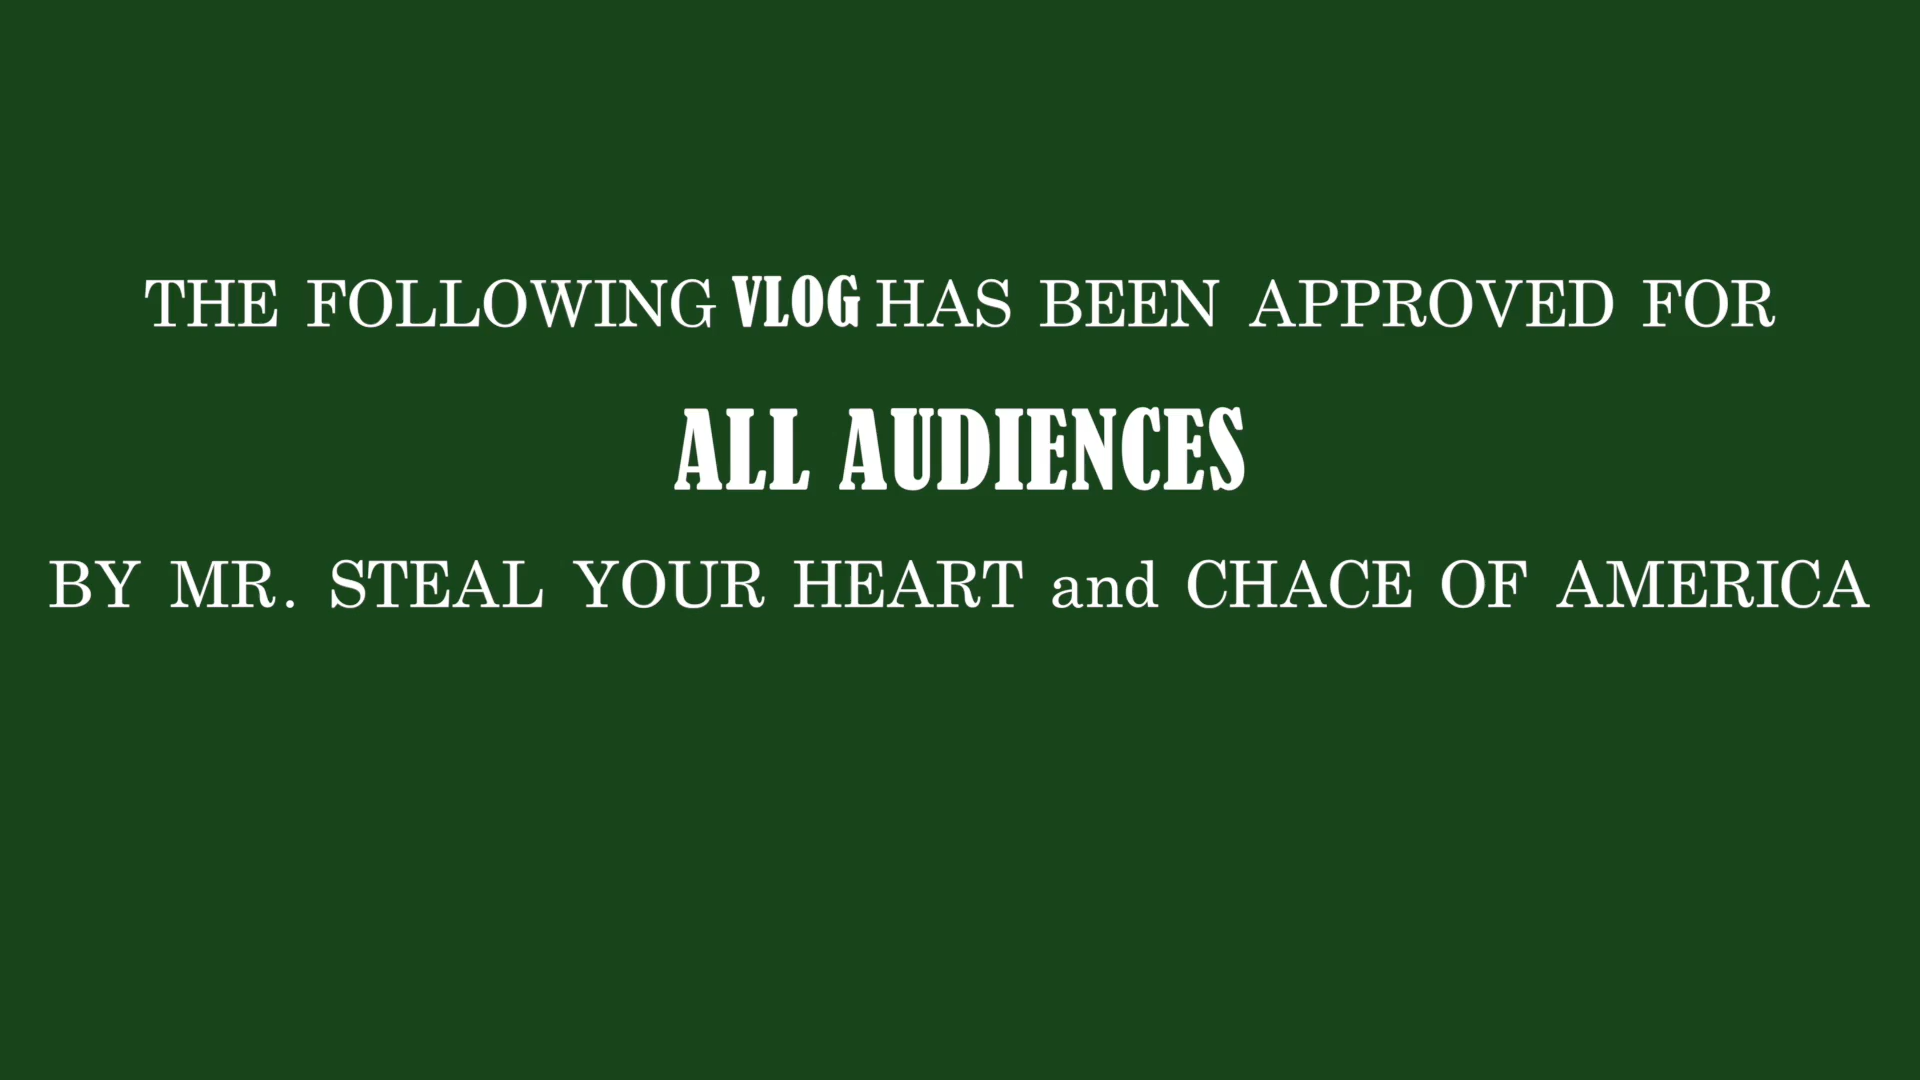 THE FOLLOWING VLOG HAS BEEN APPROVED FOR
ALL AUDIENCES
BY MR. STEAL YOUR HEART and CHACE OF AMERICA